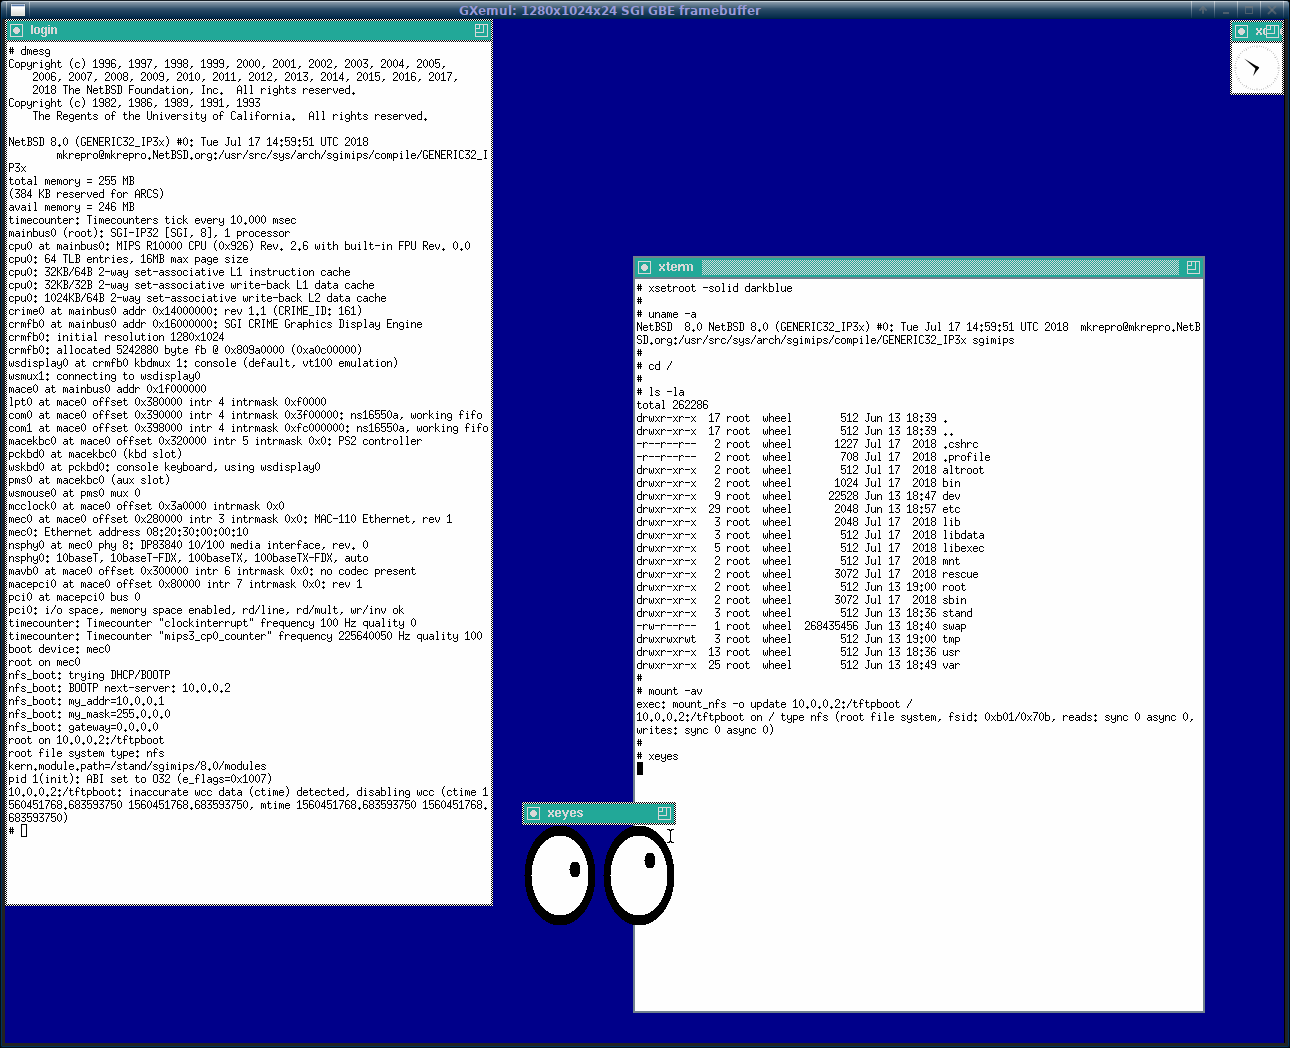 GXemul: 1280x1024x24 SGI GBE framebuffer
login
# dmesg
Copyright (c) 1996, 1997, 1998, 1999, 2000, 2001, 2002, 2003, 2004, 2005,
    2006, 2007, 2008, 2009, 2010, 2011, 2012, 2013, 2014, 2015, 2016, 2017,
    2018 The NetBSD Foundation, Inc.  All rights reserved.
Copyright (c) 1982, 1986, 1989, 1991, 1993
    The Regents of the University of California.  All rights reserved.
NetBSD 8.0 (GENERIC32_IP3x) #0: Tue Jul 17 14:59:51 UTC 2018
        mkrepro@mkrepro.NetBSD.org:/usr/src/sys/arch/sgimips/compile/GENERIC32_I
P3x
total memory = 255 MB
(384 KB reserved for ARCS)
avail memory = 246 MB
timecounter: Timecounters tick every 10.000 msec
mainbus0 (root): SGI-IP32 [SGI, 8], 1 processor
cpu0 at mainbus0: MIPS R10000 CPU (0x926) Rev. 2.6 with built-in FPU Rev. 0.0
cpu0: 64 TLB entries, 16MB max page size
cpu0: 32KB/64B 2-way set-associative L1 instruction cache
cpu0: 32KB/32B 2-way set-associative write-back L1 data cache
cpu0: 1024KB/64B 2-way set-associative write-back L2 data cache
crime0 at mainbus0 addr 0x14000000: rev 1.1 (CRIME_ID: 161)
crmfb0 at mainbus0 addr 0x16000000: SGI CRIME Graphics Display Engine
crmfb0: initial resolution 1280x1024
crmfb0: allocated 5242880 byte fb @ 0x809a0000 (0xa0c00000)
wsdisplay0 at crmfb0 kbdmux 1: console (default, vt100 emulation)
wsmux1: connecting to wsdisplay0
mace0 at mainbus0 addr 0x1f000000
lpt0 at mace0 offset 0x380000 intr 4 intrmask 0xf0000
com0 at mace0 offset 0x390000 intr 4 intrmask 0x3f00000: ns16550a, working fifo
com1 at mace0 offset 0x398000 intr 4 intrmask 0xfc000000: ns16550a, working fifo
macekbc0 at mace0 offset 0x320000 intr 5 intrmask 0x0: PS2 controller
pckbd0 at macekbc0 (kbd slot)
wskbd0 at pckbd0: console keyboard, using wsdisplay0
pms0 at macekbc0 (aux slot)
wsmouse0 at pms0 mux 0
mcclock0 at mace0 offset 0x3a0000 intrmask 0x0
mec0 at mace0 offset 0x280000 intr 3 intrmask 0x0: MAC-110 Ethernet, rev 1
mec0: Ethernet address 08:20:30:00:00:10
nsphy0 at mec0 phy 8: DP83840 10/100 media interface, rev. 0
nsphy0: 10baseT, 10baseT-FDX, 100baseTX, 100baseTX-FDX, auto
mavb0 at mace0 offset 0x300000 intr 6 intrmask 0x0: no codec present
macepci0 at mace0 offset 0x80000 intr 7 intrmask 0x0: rev 1
pci0 at macepci0 bus 0
pci0: i/o space, memory space enabled, rd/line, rd/mult, wr/inv ok
timecounter: Timecounter "clockinterrupt" frequency 100 Hz quality 0
timecounter: Timecounter "mips3_cp0_counter" frequency 225640050 Hz quality 100
boot device: mec0
root on mec0
nfs_boot: trying DHCP/BOOTP
nfs_boot: BOOTP next-server: 10.0.0.2
nfs_boot: my_addr=10.0.0.1
nfs_boot: my_mask=255.0.0.0
nfs_boot: gateway=0.0.0.0
root on 10.0.0.2:/tftpboot
root file system type: nfs
kern.module.path=/stand/sgimips/8.0/modules
pid 1(init): ABI set to O32 (e_flags=0x1007)
10.0.0.2:/tftpboot: inaccurate wcc data (ctime) detected, disabling wcc (ctime 1
560451768.683593750 1560451768.683593750, mtime 1560451768.683593750 1560451768.
683593750)
#
xterm
# xsetroot -solid darkblue
#
# uname -a
NetBSD  8.0 NetBSD 8.0 (GENERIC32_IP3x) #0: Tue Jul 17 14:59:51 UTC 2018  mkrepro@mkrepro.NetB
SD.org:/usr/src/sys/arch/sgimips/compile/GENERIC32_IP3x sgimips
#
# cd /
#
# ls -la
total 262286
drwxr-xr-x  17 root  wheel        512 Jun 13 18:39 .
drwxr-xr-x  17 root  wheel        512 Jun 13 18:39 ..
-r--r--r--   2 root  wheel       1227 Jul 17  2018 .cshrc
-r--r--r--   2 root  wheel        708 Jul 17  2018 .profile
drwxr-xr-x   2 root  wheel        512 Jul 17  2018 altroot
drwxr-xr-x   2 root  wheel       1024 Jul 17  2018 bin
drwxr-xr-x   9 root  wheel      22528 Jun 13 18:47 dev
drwxr-xr-x  29 root  wheel       2048 Jun 13 18:57 etc
drwxr-xr-x   3 root  wheel       2048 Jul 17  2018 lib
drwxr-xr-x   3 root  wheel        512 Jul 17  2018 libdata
drwxr-xr-x   5 root  wheel        512 Jul 17  2018 libexec
drwxr-xr-x   2 root  wheel        512 Jul 17  2018 mnt
drwxr-xr-x   2 root  wheel       3072 Jul 17  2018 rescue
drwxr-xr-x   2 root  wheel        512 Jun 13 19:00 root
drwxr-xr-x   2 root  wheel       3072 Jul 17  2018 sbin
drwxr-xr-x   3 root  wheel        512 Jun 13 18:36 stand
-rw-r--r--   1 root  wheel  268435456 Jun 13 18:40 swap
drwxrwxrwt   3 root  wheel        512 Jun 13 19:00 tmp
drwxr-xr-x  13 root  wheel        512 Jun 13 18:36 usr
drwxr-xr-x  25 root  wheel        512 Jun 13 18:49 var
#
# mount -av
exec: mount_nfs -o update 10.0.0.2:/tftpboot /
10.0.0.2:/tftpboot on / type nfs (root file system, fsid: 0xb01/0x70b, reads: sync 0 async 0,
writes: sync 0 async 0)
#
# xeyes
xeyes